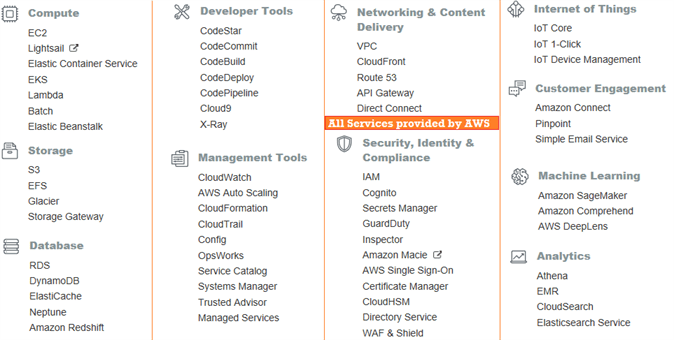 Compute
EC2
Lightsail
Elastic Container Service
EKS
Lambda
Batch
Elastic Beanstalk
Storage
S3
EFS
Glacier
Storage Gateway
Database
RDS
DynamoDB
ElastiCache
Neptune
Amazon Redshift
Developer Tools
CodeStar
CodeCommit
CodeBuild
CodeDeploy
CodePipeline
Cloud9
X-Ray
Management Tools
CloudWatch
AWS Auto Scaling
CloudFormation
CloudTrail
Config
OpsWorks
Service Catalog
Systems Manager
Trusted Advisor
Managed Services
Networking & Content
Delivery
VPC
CloudFront
Route 53
API Gateway
Direct Connect
All Services provided by AWS
Security, Identity &
Compliance
IAM
Cognito
Secrets Manager
GuardDuty
Inspector
Amazon Macie
AWS Single Sign-On
Certificate Manager
CloudHSM
Directory Service
WAF & Shield
Internet of Things
IoT Core
IoT 1-Click
IoT Device Management
Customer Engagement
Amazon Connect
Pinpoint
Simple Email Service
Machine Learning
Amazon SageMaker
Amazon Comprehend
AWS DeepLens
Analytics
Athena
EMR
CloudSearch
Elasticsearch Service